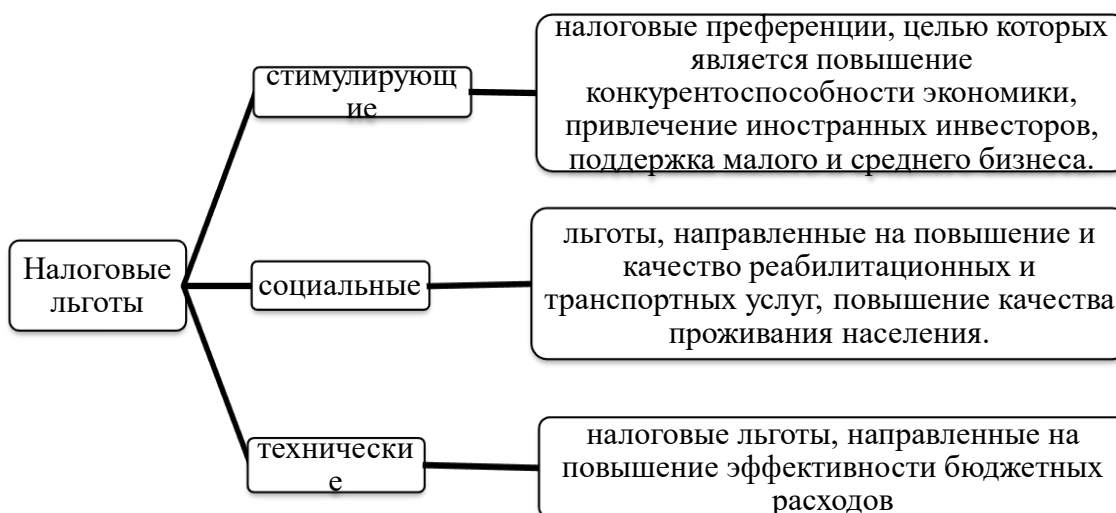 Налоговые
льготы
стимулирующ
ие
налоговые преференции, целью которых
является повышение
конкурентоспособности экономики,
привлечение иностранных инвесторов,
поддержка малого и среднего бизнеса.
социальные
льготы, направленные на повышение и
качество реабилитационных и
транспортных услуг, повышение качества
проживания населения.
технически
е
налоговые льготы, направленные на
повышение эффективности бюджетных
расходов